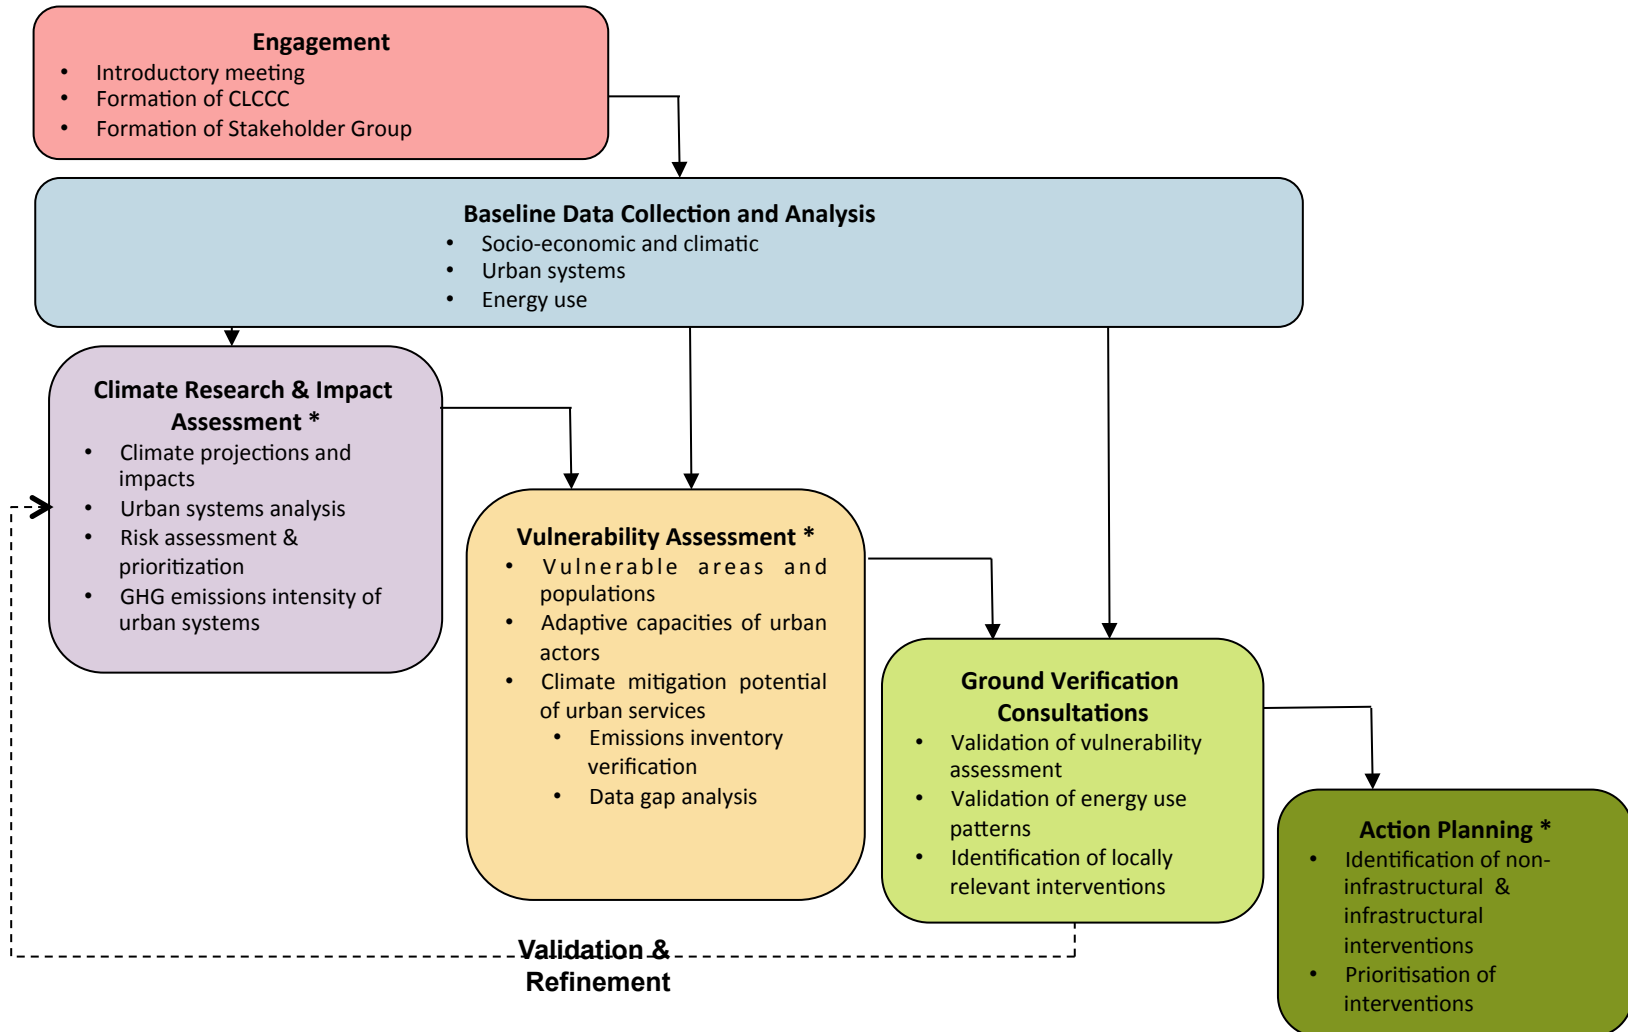 Engagement
• Introductory meeting
• Formation of CLCCC
• Formation of Stakeholder Group
Baseline Data Collection and Analysis
• Socio-economic and climatic
• Urban systems
• Energy use
Climate Research & Impact
Assessment *
• Climate projections and
impacts
• Urban systems analysis
• Risk assessment &
prioritization
• GHG emissions intensity of
urban systems
Vulnerability Assessment *
• Vulnerable areas and
populations
• Adaptive capacities of urban
actors
• Climate mitigation potential
of urban services
• Emissions inventory
verification
• Data gap analysis
Ground Verification
Consultations
• Validation of vulnerability
assessment
• Validation of energy use
patterns
• Identification of locally
relevant interventions
Action Planning *
• Identification of non-
infrastructural &
infrastructural
interventions
• Prioritisation of
interventions
Validation &
Refinement